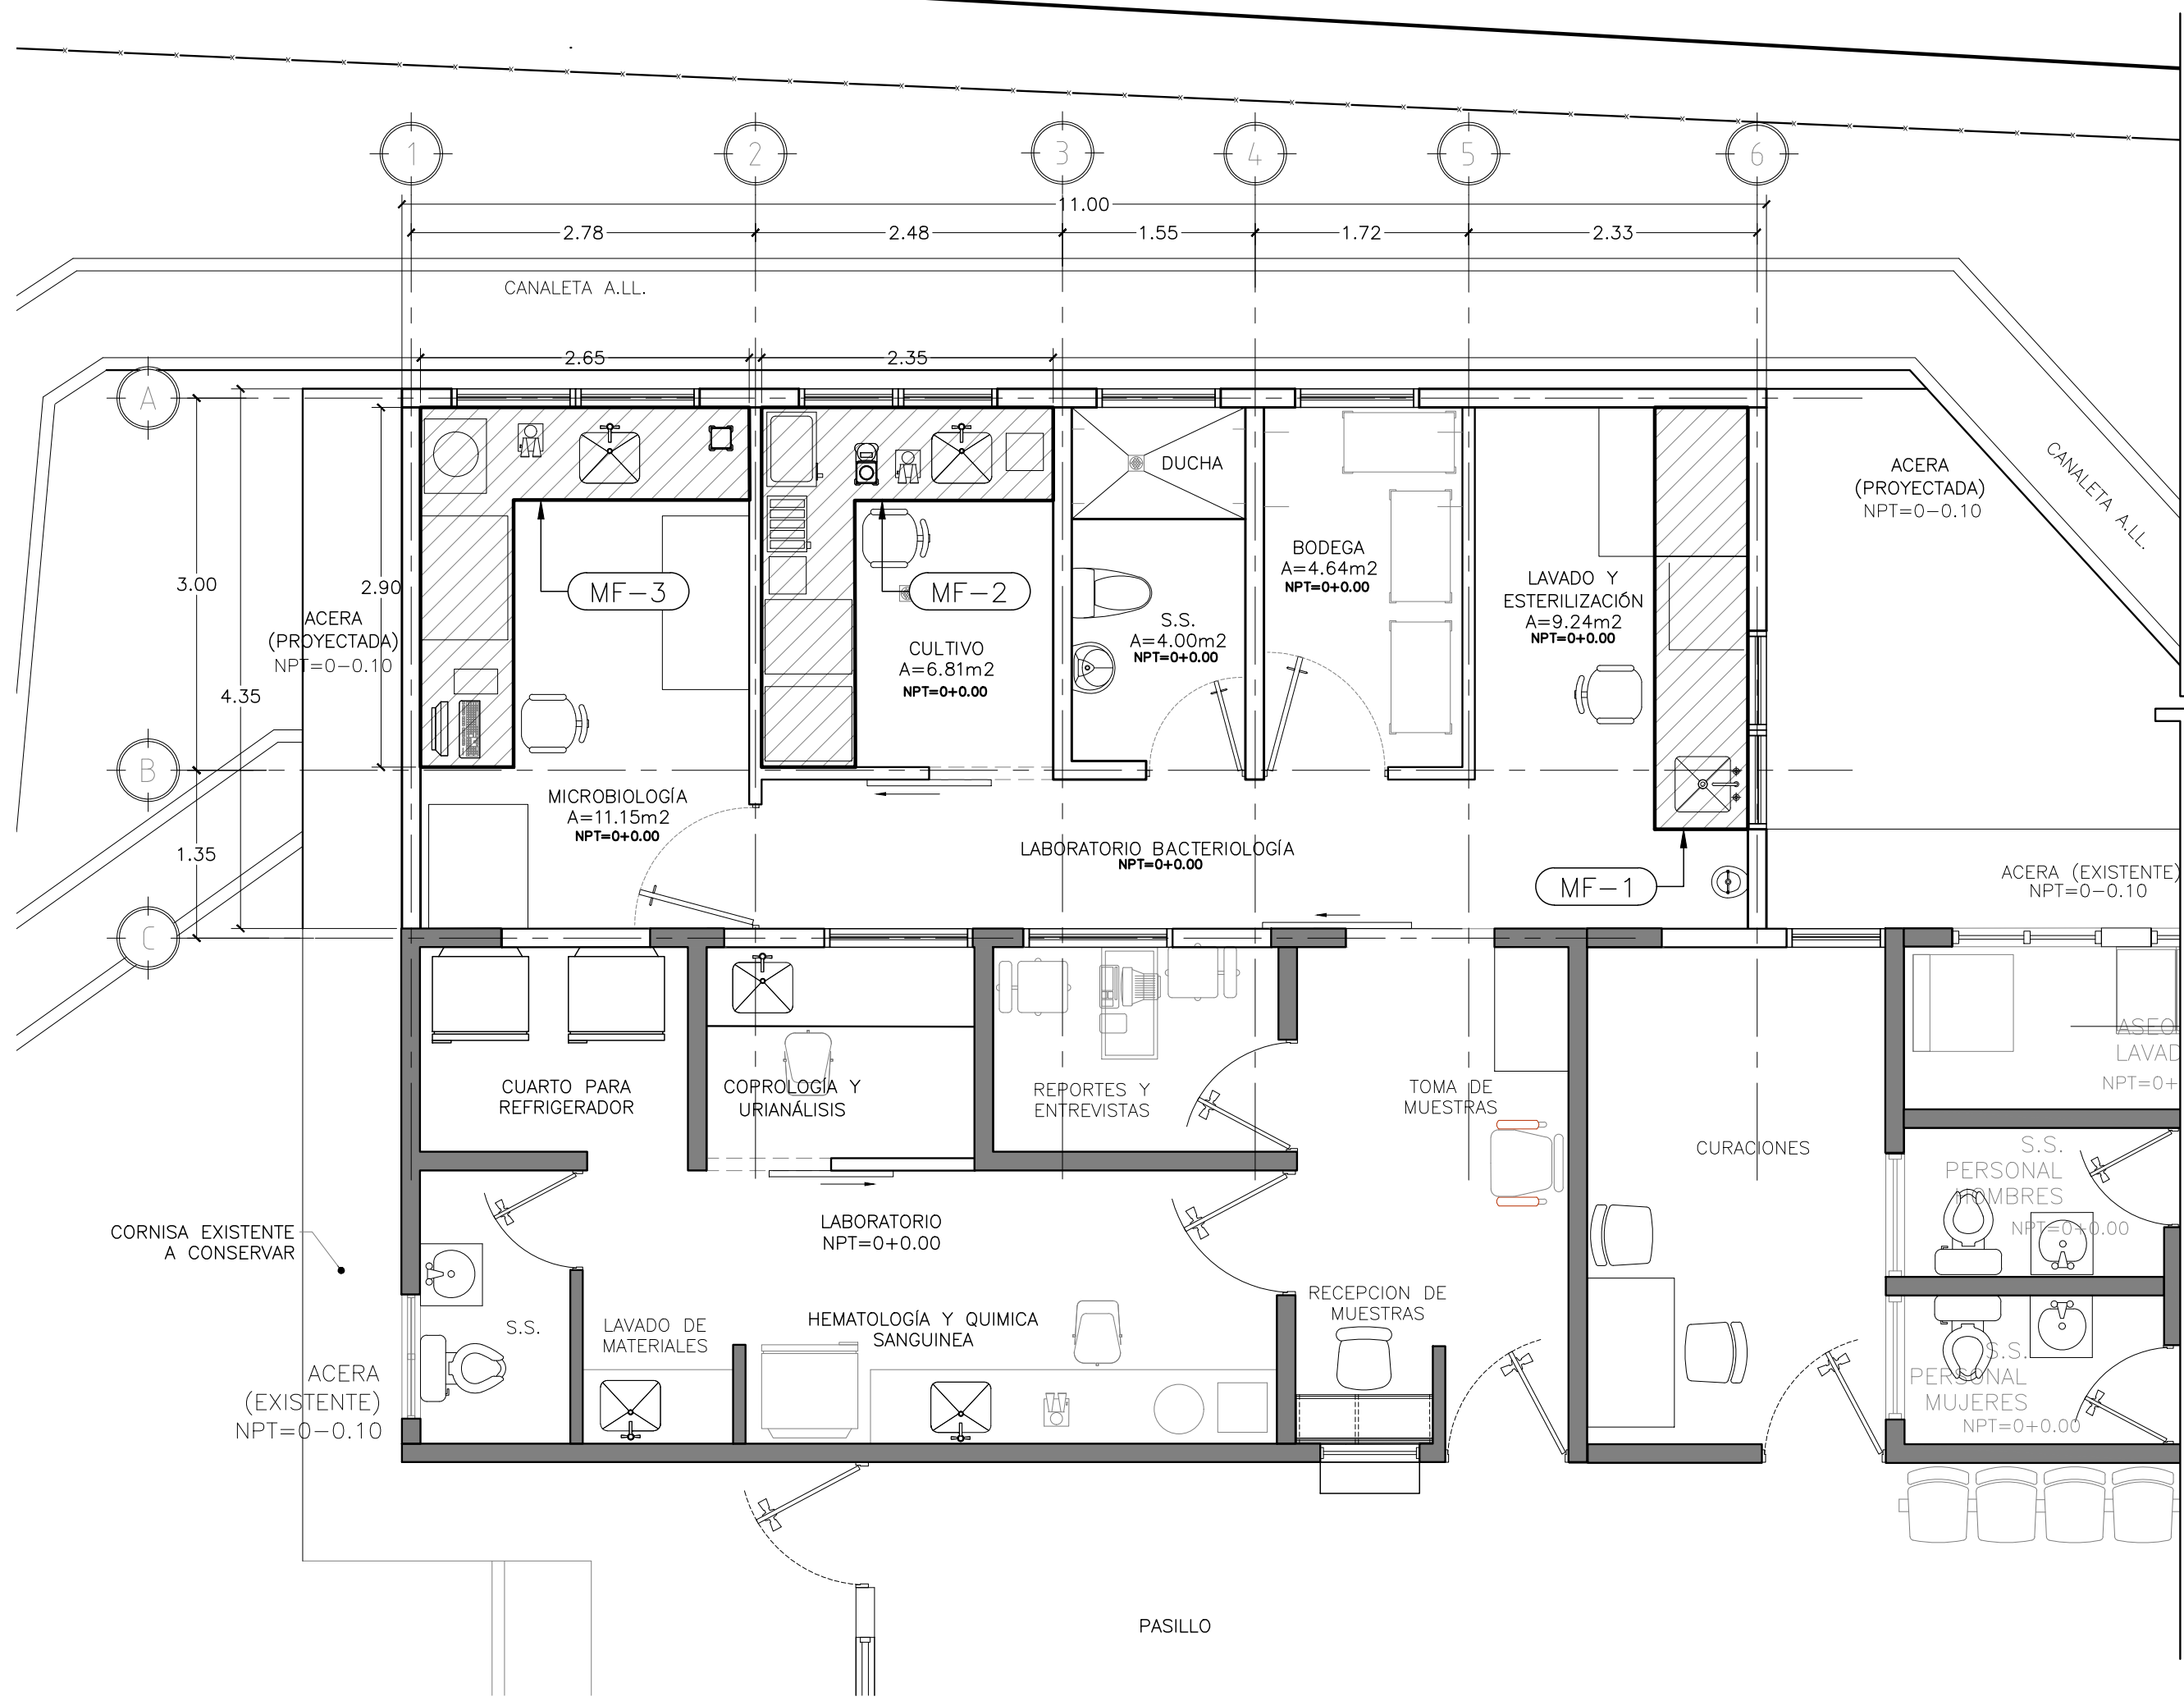 1
2
3
4
5
6
11.00
2.78
2.48
1.55
1.72
2.33
CANALETA A.LL.
2.65
2.35
A
B
C
3.00
1.35
4.35
2.90
ACERA
(PROYECTADA)
NPT=0-0.10
MF-3
MF-2
DUCHA
CULTIVO
A=6.81m2
NPT=0+0.00
S.S.
A=4.00m2
NPT=0+0.00
BODEGA
A=4.64m2
NPT=0+0.00
LAVADO Y
ESTERILIZACIÓN
A=9.24m2
NPT=0+0.00
ACERA
(PROYECTADA)
NPT=0-0.10
CANALETA A.LL.
MICROBIOLOGÍA
A=11.15m2
NPT=0+0.00
LABORATORIO BACTERIOLOGÍA
NPT=0+0.00
MF-1
ACERA (EXISTENTE)
NPT=0-0.10
CUARTO PARA
REFRIGERADOR
COPROLOGÍA Y
URIANÁLISIS
REPORTES Y
ENTREVISTAS
TOMA DE
MUESTRAS
CURACIONES
ASEO
LAVAD
NPT=0+
S.S.
PERSONAL
HOMBRES
NPT=0+0.00
CORNISA EXISTENTE
A CONSERVAR
LABORATORIO
NPT=0+0.00
RECEPCION DE
MUESTRAS
S.S.
LAVADO DE
MATERIALES
HEMATOLOGÍA Y QUIMICA
SANGUINEA
S.S.
PERSONAL
MUJERES
NPT=0+0.00
ACERA
(EXISTENTE)
NPT=0-0.10
PASILLO